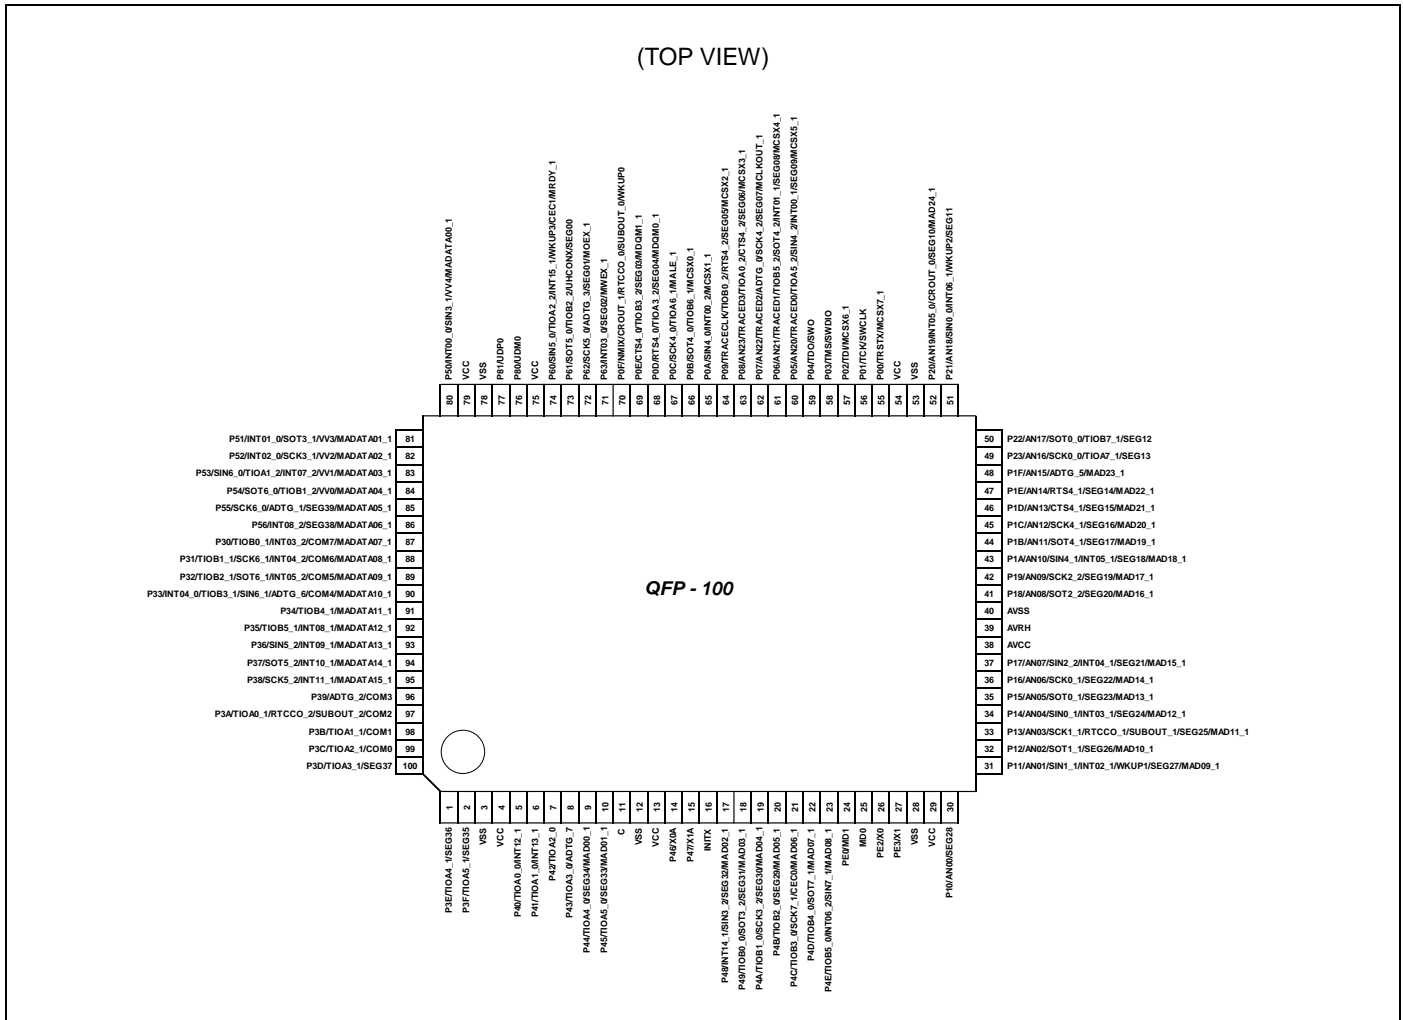 (TOP VIEW)
P50/INT00_0/SIN3_1/VV4/MADATA00_1
VCC
VSS
P81/UDP0
P80/UDM0
VCC
P60/SIN5_0/TIOA2_2/INT15_1/WKUP3/CEC1/MRDY_1
P61/SOT5_0/TIOB2_2/UHCONX/SEG00
P62/SCK5_0/ADTG_3/SEG01/MOEX_1
P63/INT03_0/SEG02/MWEX_1
P0F/NMIX/CROUT_1/RTCCO_0/SUBOUT_0/WKUP0
P0E/CTS4_0/TIOB3_2/SEG03/MDQM1_1
P0D/RTS4_0/TIOA3_2/SEG04/MDQM0_1
P0C/SCK4_0/TIOA6_1/MALE_1
P0B/SOT4_0/TIOB6_1/MCSX0_1
P0A/SIN4_0/INT00_2/MCSX1_1
P09/TRACECLK/TIOB0_2/RTS4_2/SEG05/MCSX2_1
P08/AN23/TRACED3/TIOA0_2/CTS4_2/SEG06/MCSX3_1
P07/AN22/TRACED2/ADTG_0/SCK4_2/SEG07/MCLKOUT_1
P06/AN21/TRACED1/TIOB5_2/SOT4_2/INT01_1/SEG08/MCSX4_1
P05/AN20/TRACED0/TIOA5_2/SIN4_2/INT00_1/SEG09/MCSX5_1
P04/TDO/SWO
P03/TMS/SWDIO
P02/TDI/MCSX6_1
P01/TCK/SWCLK
P00/TRSTX/MCSX7_1
VCC
VSS
P20/AN19/INT05_0/CROUT_0/SEG10/MAD24_1
P21/AN18/SIN0_0/INT06_1/WKUP2/SEG11
80 79 78 77 76 75 74 73 72 71 70 69 68 67 66 65 64 63 62 61 60 59 58 57 56 55 54 53 52 51
P51/INT01_0/SOT3_1/VV3/MADATA01_1 81
P52/INT02_0/SCK3_1/VV2/MADATA02_1 82
P53/SIN6_0/TIOA1_2/INT07_2/VV1/MADATA03_1 83
P54/SOT6_0/TIOB1_2/VV0/MADATA04_1 84
P55/SCK6_0/ADTG_1/SEG39/MADATA05_1 85
P56/INT08_2/SEG38/MADATA06_1 86
P30/TIOB0_1/INT03_2/COM7/MADATA07_1 87
P31/TIOB1_1/SCK6_1/INT04_2/COM6/MADATA08_1 88
P32/TIOB2_1/SOT6_1/INT05_2/COM5/MADATA09_1 89
P33/INT04_0/TIOB3_1/SIN6_1/ADTG_6/COM4/MADATA10_1 90
P34/TIOB4_1/MADATA11_1 91
P35/TIOB5_1/INT08_1/MADATA12_1 92
P36/SIN5_2/INT09_1/MADATA13_1 93
P37/SOT5_2/INT10_1/MADATA14_1 94
P38/SCK5_2/INT11_1/MADATA15_1 95
P39/ADTG_2/COM3 96
P3A/TIOA0_1/RTCCO_2/SUBOUT_2/COM2 97
P3B/TIOA1_1/COM1 98
P3C/TIOA2_1/COM0 99
P3D/TIOA3_1/SEG37 100
QFP - 100
50 P22/AN17/SOT0_0/TIOB7_1/SEG12
49 P23/AN16/SCK0_0/TIOA7_1/SEG13
48 P1F/AN15/ADTG_5/MAD23_1
47 P1E/AN14/RTS4_1/SEG14/MAD22_1
46 P1D/AN13/CTS4_1/SEG15/MAD21_1
45 P1C/AN12/SCK4_1/SEG16/MAD20_1
44 P1B/AN11/SOT4_1/SEG17/MAD19_1
43 P1A/AN10/SIN4_1/INT05_1/SEG18/MAD18_1
42 P19/AN09/SCK2_2/SEG19/MAD17_1
41 P18/AN08/SOT2_2/SEG20/MAD16_1
40 AVSS
39 AVRH
38 AVCC
37 P17/AN07/SIN2_2/INT04_1/SEG21/MAD15_1
36 P16/AN06/SCK0_1/SEG22/MAD14_1
35 P15/AN05/SOT0_1/SEG23/MAD13_1
34 P14/AN04/SIN0_1/INT03_1/SEG24/MAD12_1
33 P13/AN03/SCK1_1/RTCCO_1/SUBOUT_1/SEG25/MAD11_1
32 P12/AN02/SOT1_1/SEG26/MAD10_1
31 P11/AN01/SIN1_1/INT02_1/WKUP1/SEG27/MAD09_1
1 2 3 4 5 6 7 8 9 10 11 12 13 14 15 16 17 18 19 20 21 22 23 24 25 26 27 28 29 30
P3E/TIOA4_1/SEG36
P3F/TIOA5_1/SEG35
VSS
VCC
P40/TIOA0_0/INT12_1
P41/TIOA1_0/INT13_1
P42/TIOA2_0
P43/TIOA3_0/ADTG_7
P44/TIOA4_0/SEG34/MAD00_1
P45/TIOA5_0/SEG33/MAD01_1
C
VSS
VCC
P46/X0A
P47/X1A
INITX
P48/INT14_1/SIN3_2/SEG32/MAD02_1
P49/TIOB0_0/SOT3_2/SEG31/MAD03_1
P4A/TIOB1_0/SCK3_2/SEG30/MAD04_1
P4B/TIOB2_0/SEG29/MAD05_1
P4C/TIOB3_0/SCK7_1/CEC0/MAD06_1
P4D/TIOB4_0/SOT7_1/MAD07_1
P4E/TIOB5_0/INT06_2/SIN7_1/MAD08_1
PE0/MD1
MD0
PE2/X0
PE3/X1
VSS
VCC
P10/AN00/SEG28